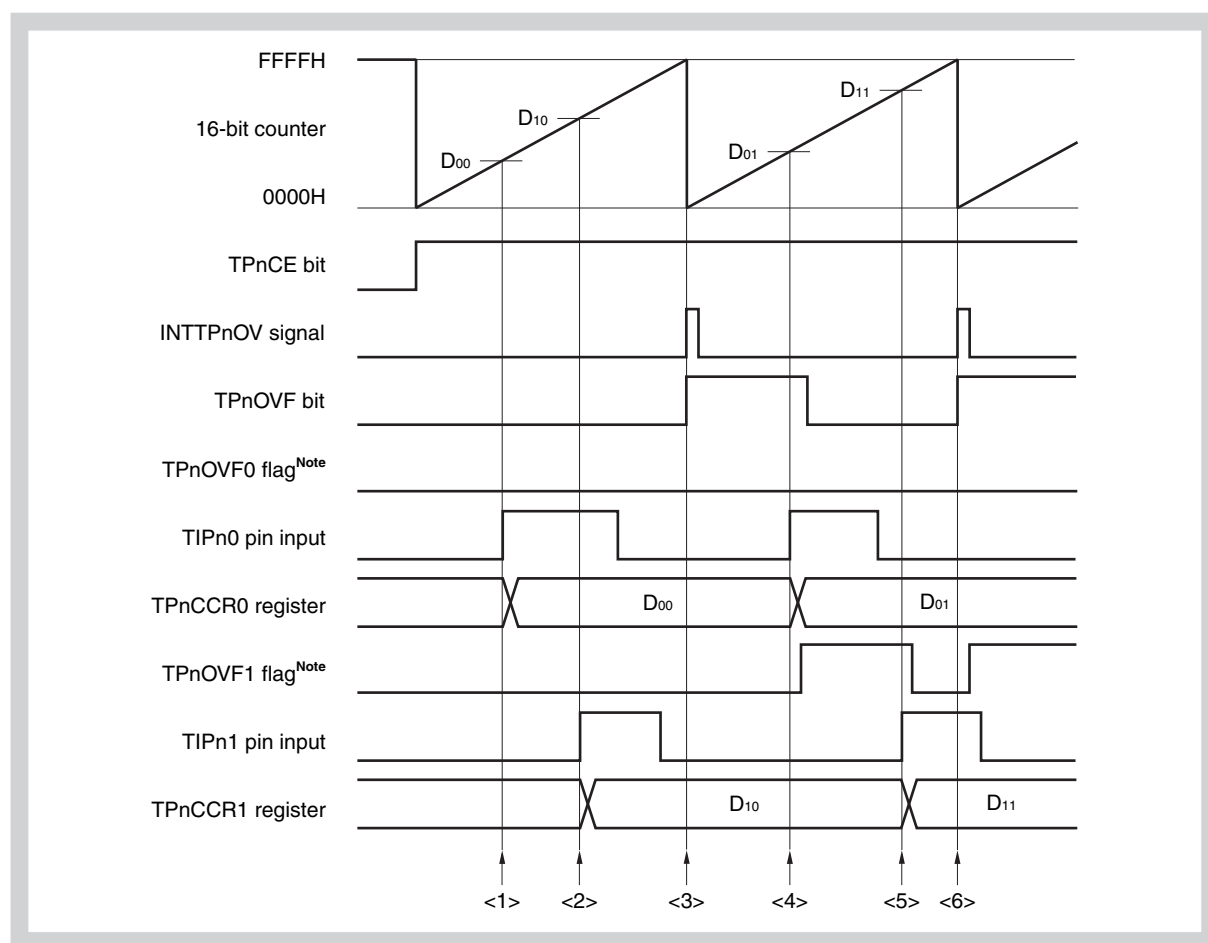 FFFFH
D11
D10
16-bit counter
D01
D00
0000H
TPnCE bit
INTTPnOV signal
TPnOVF bit
TPnOVF0 flagNote
TIPn0 pin input
TPnCCR0 register
D00
D01
TPnOVF1 flagNote
TIPn1 pin input
TPnCCR1 register
D10
D11
<1> <2> <3> <4> <5> <6>